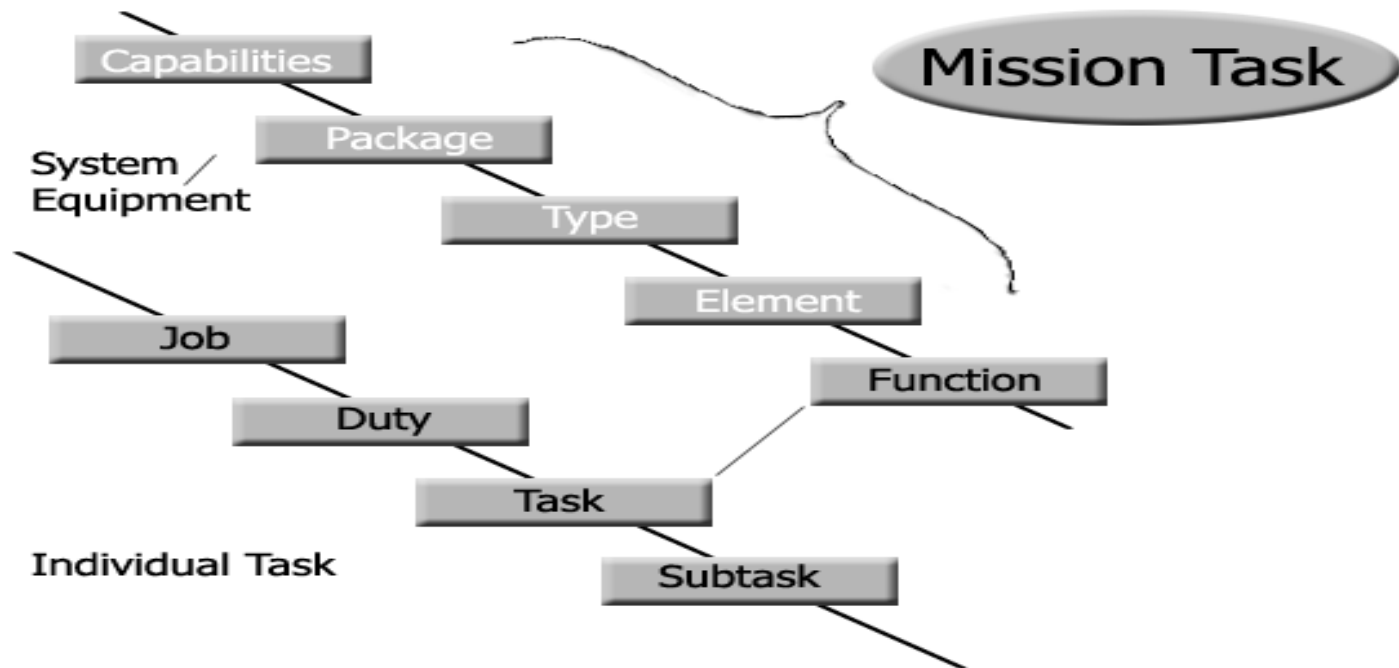 Mission Task
Capabilities
Package
System
Equipment
Type
Element
Job
Function
Duty
Task
Individual Task
Subtask